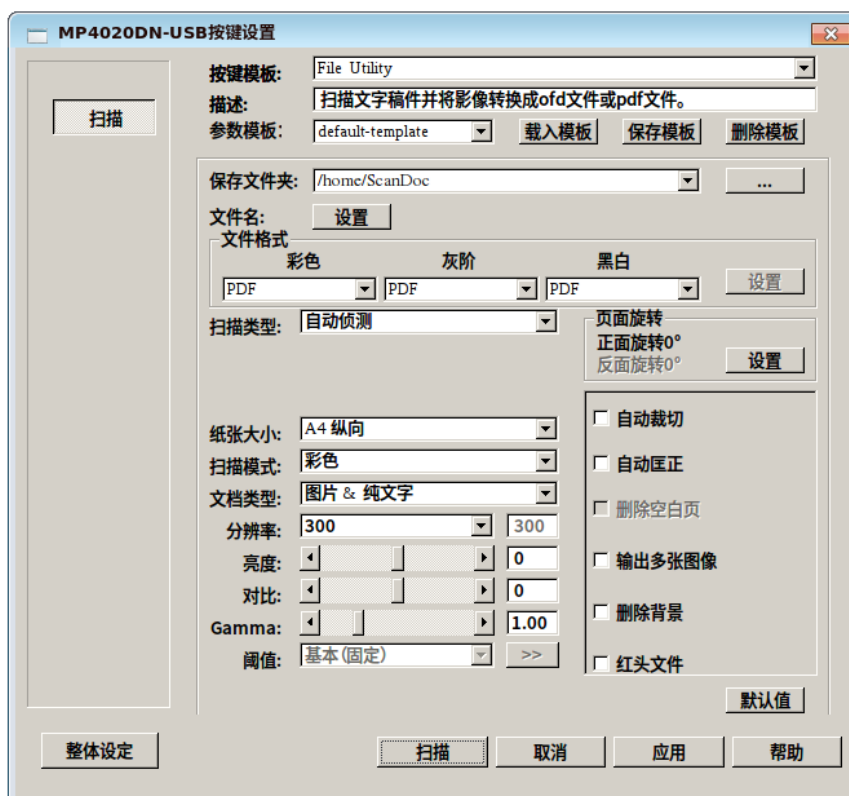 MP4020DN-USB按键设置
扫描
按键模板: File Utility
描述: 扫描文字稿件并将影像转换成ofd文件或pdf文件。
参数模板: default-template 载入模板 保存模板 删除模板
保存文件夹: /home/ScanDoc ...
文件名: 设置
文件格式
彩色 灰阶 黑白
PDF PDF PDF 设置
扫描类型: 自动侦测
页面旋转
正面旋转0°
反面旋转0° 设置
纸张大小: A4 纵向
扫描模式: 彩色
文档类型: 图片 & 纯文字
分辨率: 300 300
亮度: 0
对比: 0
Gamma: 1.00
阈值: 基本(固定) >>
自动裁切
自动匡正
删除空白页
输出多张图像
删除背景
红头文件
默认值
整体设定 扫描 取消 应用 帮助